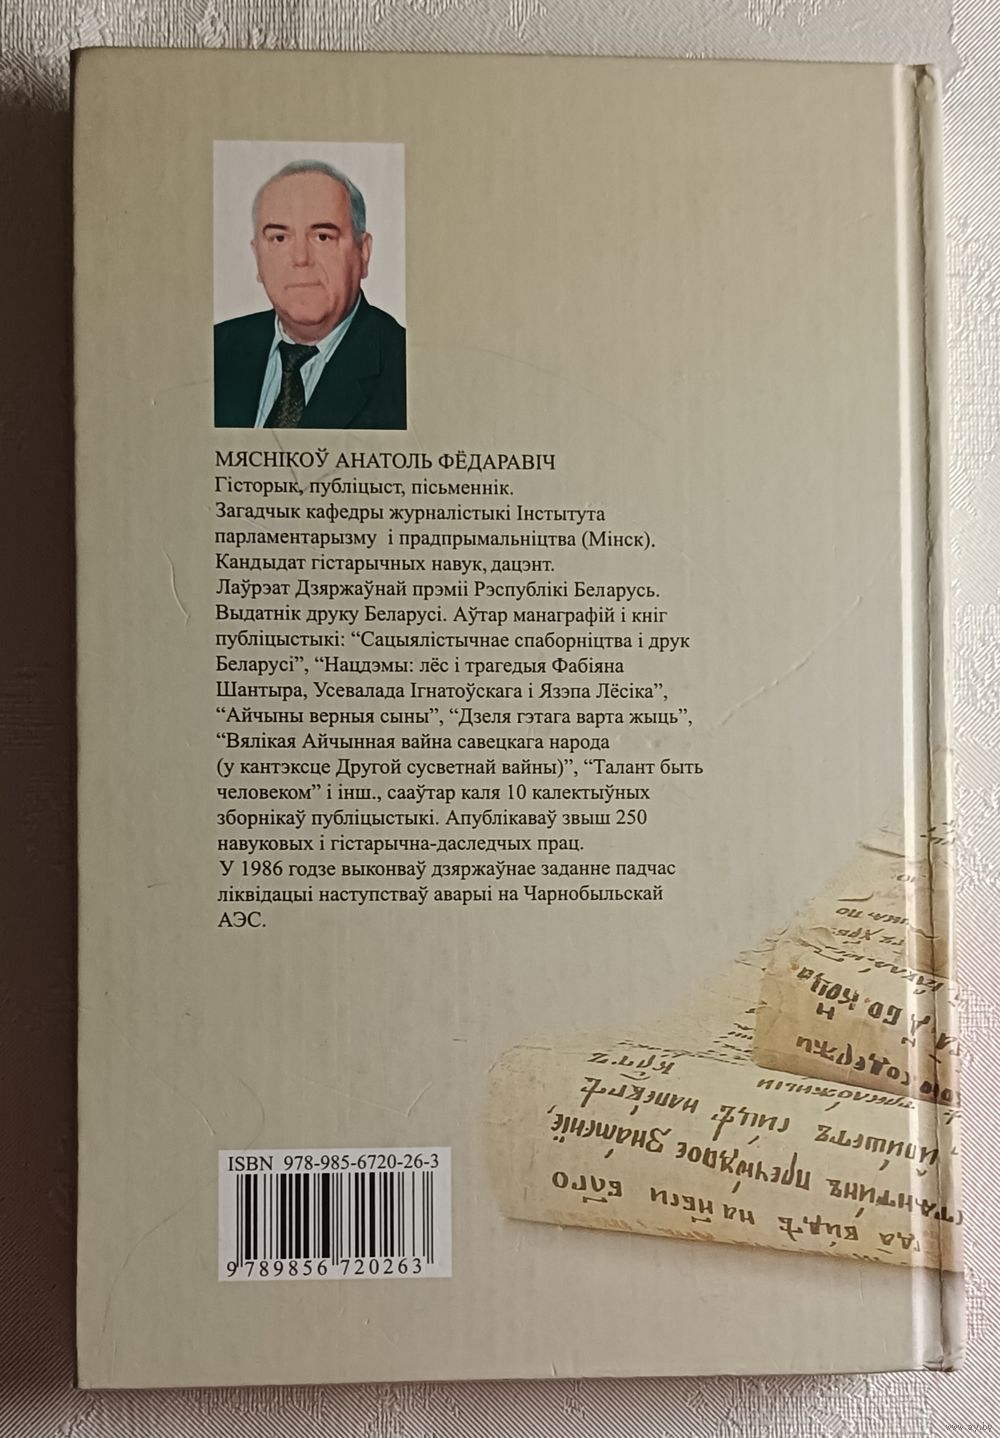 МЯСНІКОЎ АНАТОЛЬ ФЁДАРАВІЧ
Гісторык, публіцыст, пісьменнік.
Загадчык кафедры журналістыкі Інстытута
парламентарызму і прадпрымальніцтва (Мінск).
Кандыдат гістарычных навук, дацэнт.
Лаўрэат Дзяржаўнай прэміі Рэспублікі Беларусь.
Выдатнік друку Беларусі. Аўтар манаграфій і кніг
публіцыстыкі: “Сацыялістычнае спаборніцтва і друк
Беларусі”, “Нацдэмы: лёс і трагедыя Фабіяна
Шантыра, Усевалада Ігнатоўскага і Язэпа Лёсіка”,
“Айчыны верныя сыны”, “Дзеля гэтага варта жыць”,
“Вялікая Айчынная вайна савецкага народа
(у кантэксце Другой сусветнай вайны)”, “Талант быть
человеком” і інш., сааўтар каля 10 калектыўных
зборнікаў публіцыстыкі. Апублікаваў звыш 250
навуковых і гістарычна-даследчых прац.
У 1986 годзе выконваў дзяржаўнае заданне падчас
ліквідацыі наступстваў аварыі на Чарнобыльскай
АЭС.
ISBN 978-985-6720-26-3
9 789856 720263
www.ay.by